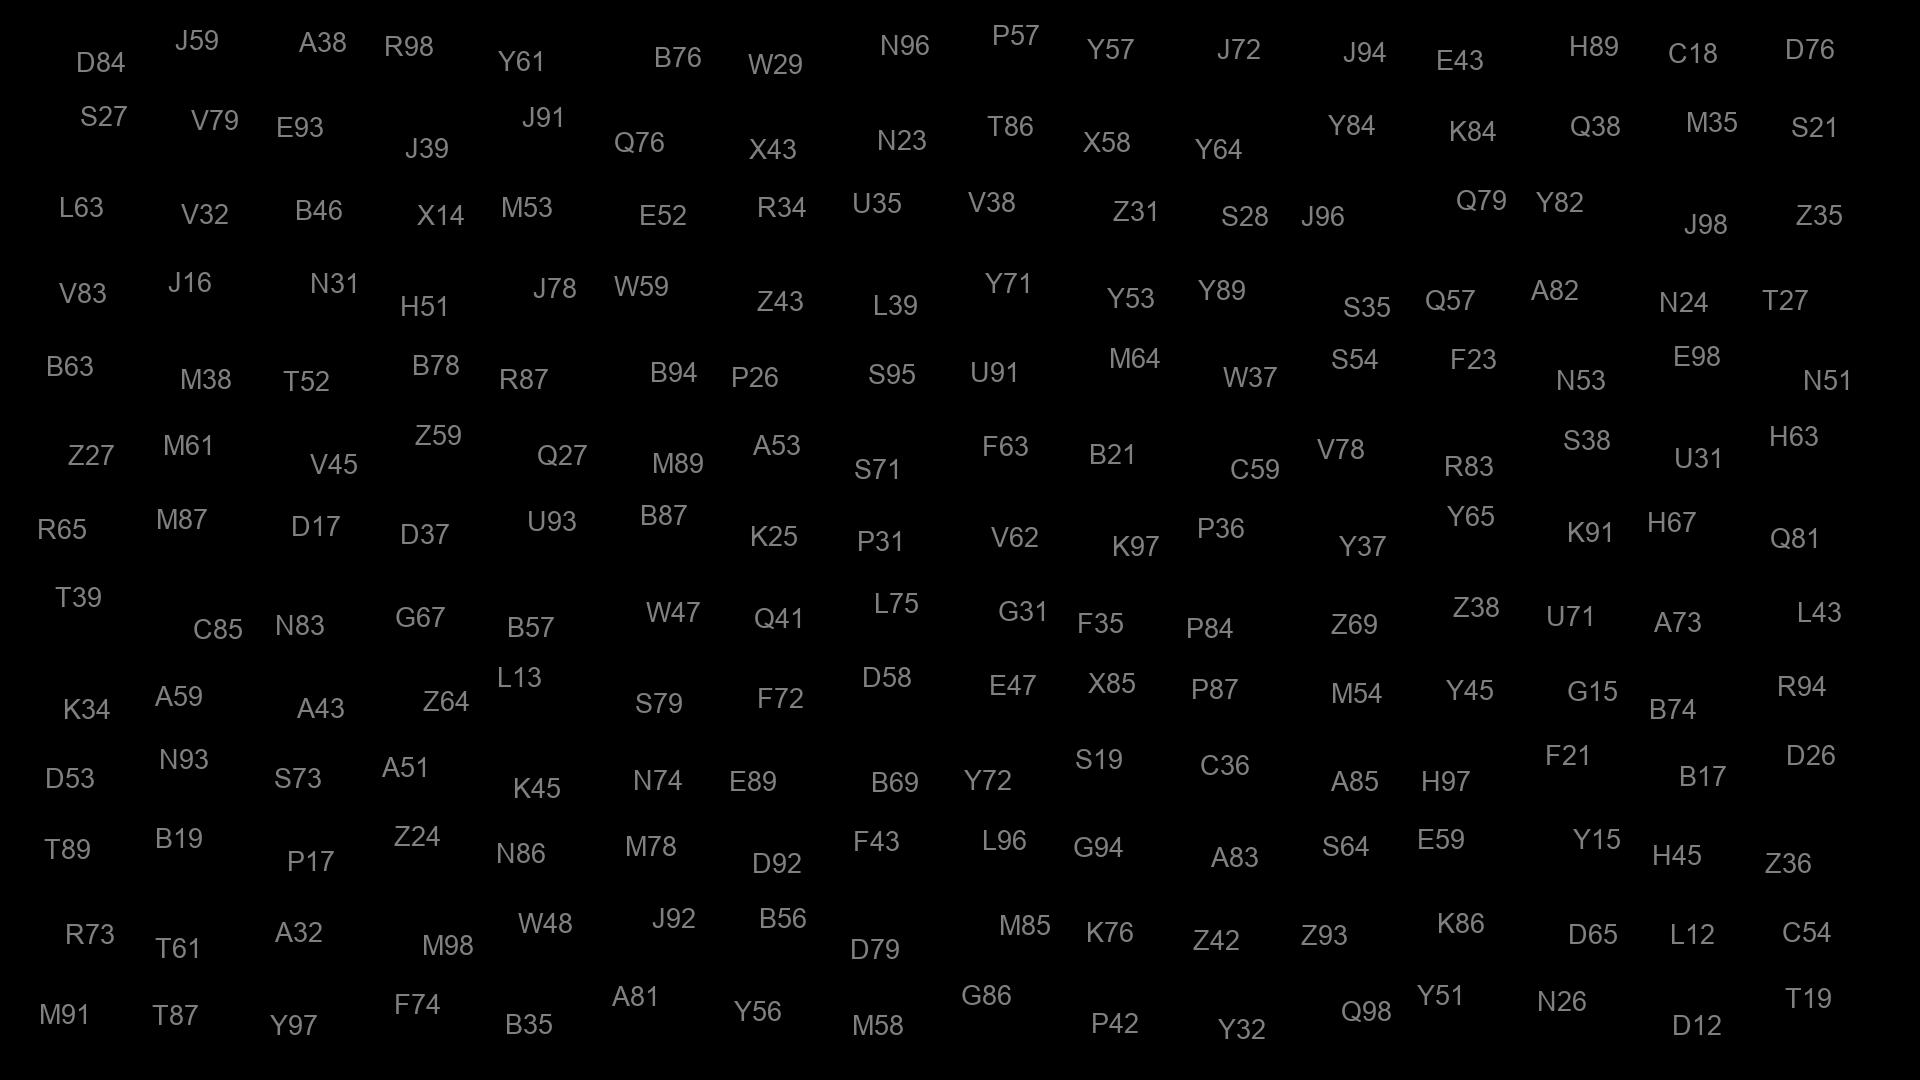 D84 J59 A38 R98 Y61 B76 W29 N96 P57 Y57 J72 J94 E43 H89 C18 D76
S27 V79 E93 J39 J91 Q76 X43 N23 T86 X58 Y64 Y84 K84 Q38 M35 S21
L63 V32 B46 X14 M53 E52 R34 U35 V38 Z31 S28 J96 Q79 Y82 J98 Z35
V83 J16 N31 H51 J78 W59 Z43 L39 Y71 Y53 Y89 S35 Q57 A82 N24 T27
B63 M38 T52 B78 R87 B94 P26 S95 U91 M64 W37 S54 F23 N53 E98 N51
Z27 M61 V45 Z59 Q27 M89 A53 S71 F63 B21 C59 V78 R83 S38 U31 H63
R65 M87 D17 D37 U93 B87 K25 P31 V62 K97 P36 Y37 Y65 K91 H67 Q81
T39 C85 N83 G67 B57 W47 Q41 L75 G31 F35 P84 Z69 Z38 U71 A73 L43
K34 A59 A43 Z64 L13 S79 F72 D58 E47 X85 P87 M54 Y45 G15 B74 R94
D53 N93 S73 A51 K45 N74 E89 B69 Y72 S19 C36 A85 H97 F21 B17 D26
T89 B19 P17 Z24 N86 M78 D92 F43 L96 G94 A83 S64 E59 Y15 H45 Z36
R73 T61 A32 M98 W48 J92 B56 D79 M85 K76 Z42 Z93 K86 D65 L12 C54
M91 T87 Y97 F74 B35 A81 Y56 M58 G86 P42 Y32 Q98 Y51 N26 D12 T19